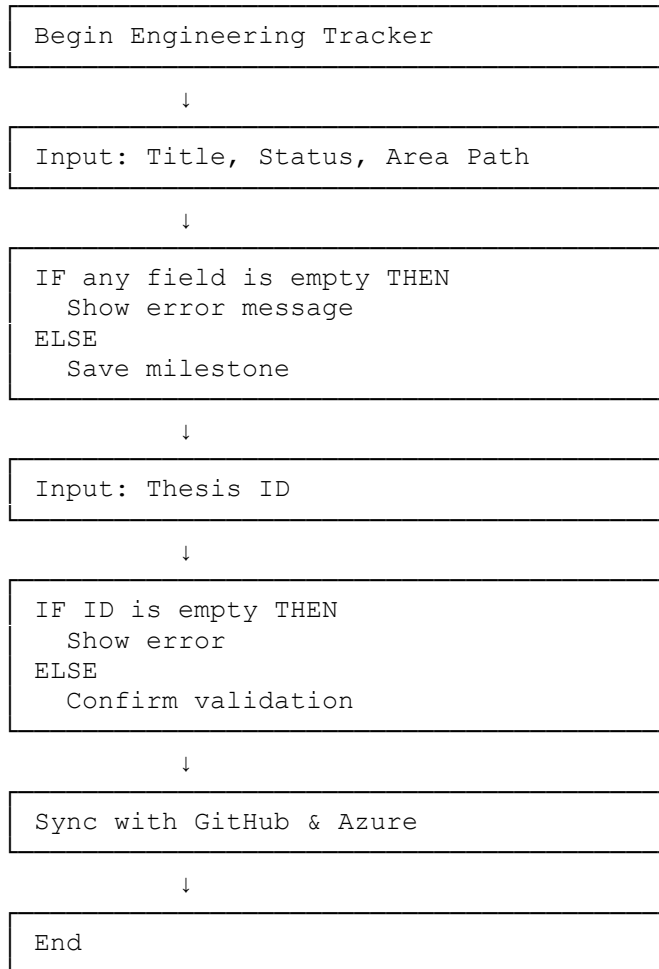 Begin Engineering Tracker
↓
Input: Title, Status, Area Path
↓
IF any field is empty THEN
Show error message
ELSE
Save milestone
↓
Input: Thesis ID
↓
IF ID is empty THEN
Show error
ELSE
Confirm validation
↓
Sync with GitHub & Azure
↓
End